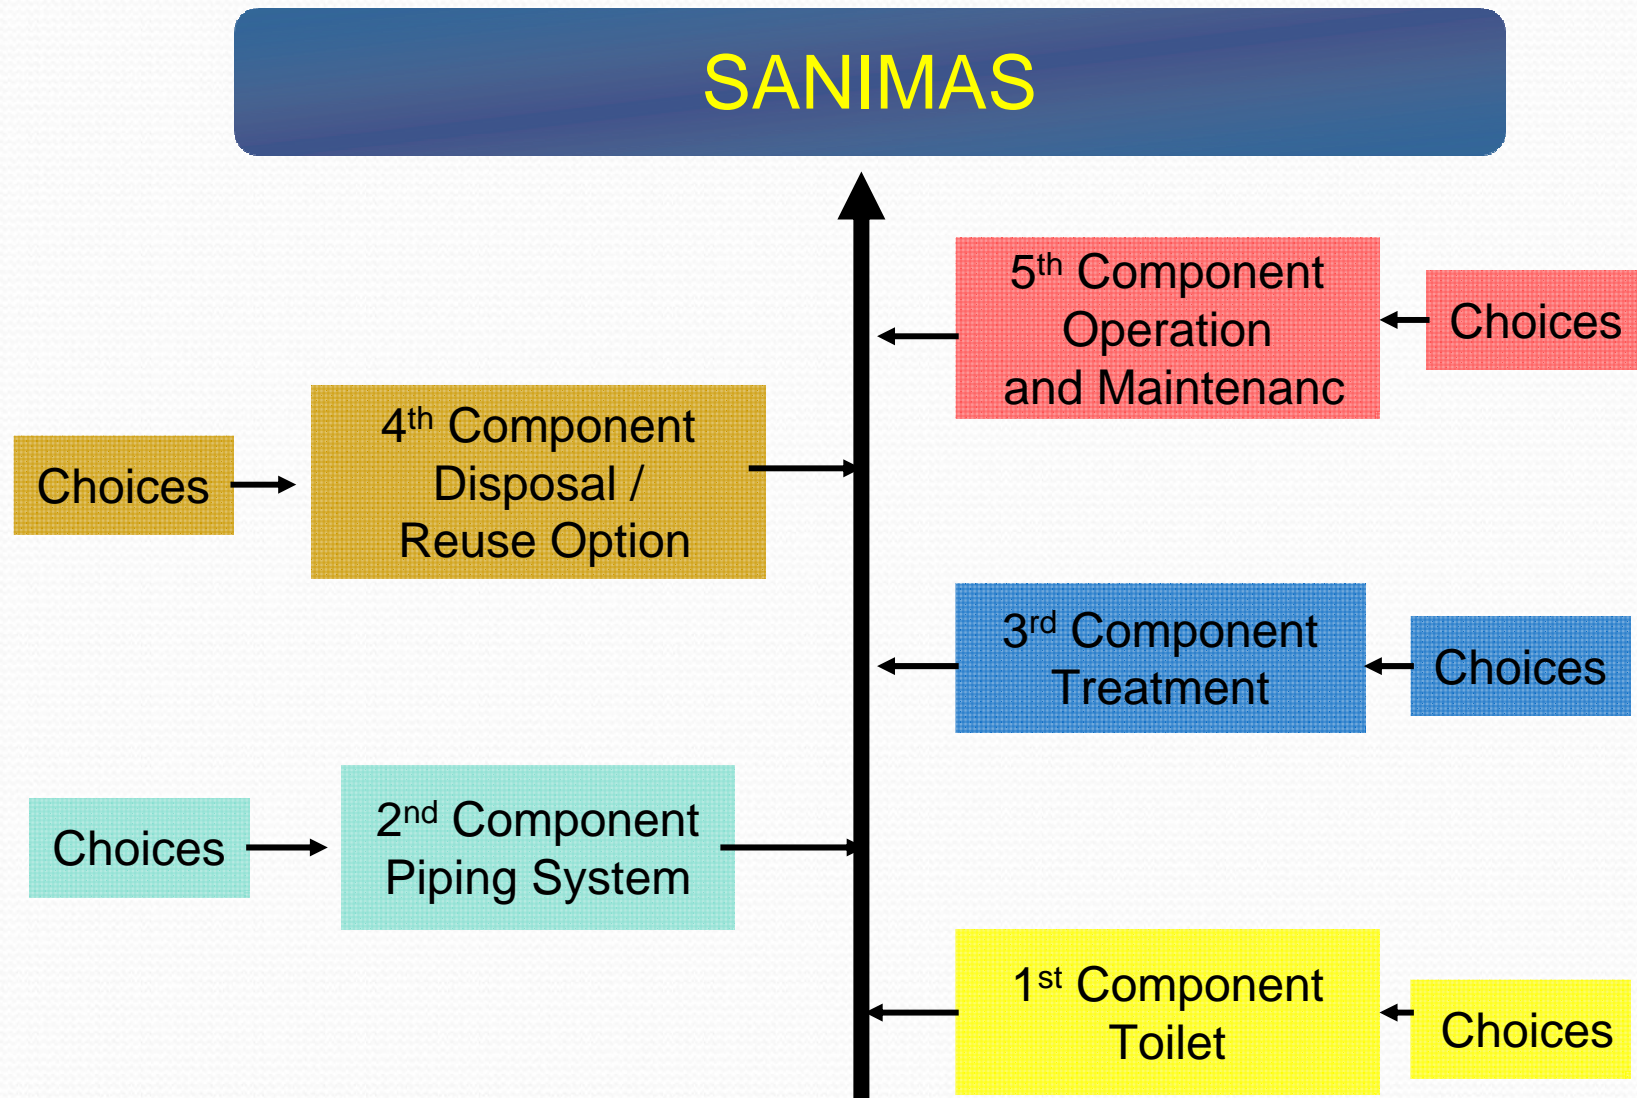 SANIMAS
5th Component
Operation
and Maintenanc
Choices
4th Component
Disposal /
Reuse Option
Choices
3rd Component
Treatment
Choices
2nd Component
Piping System
Choices
1st Component
Toilet
Choices